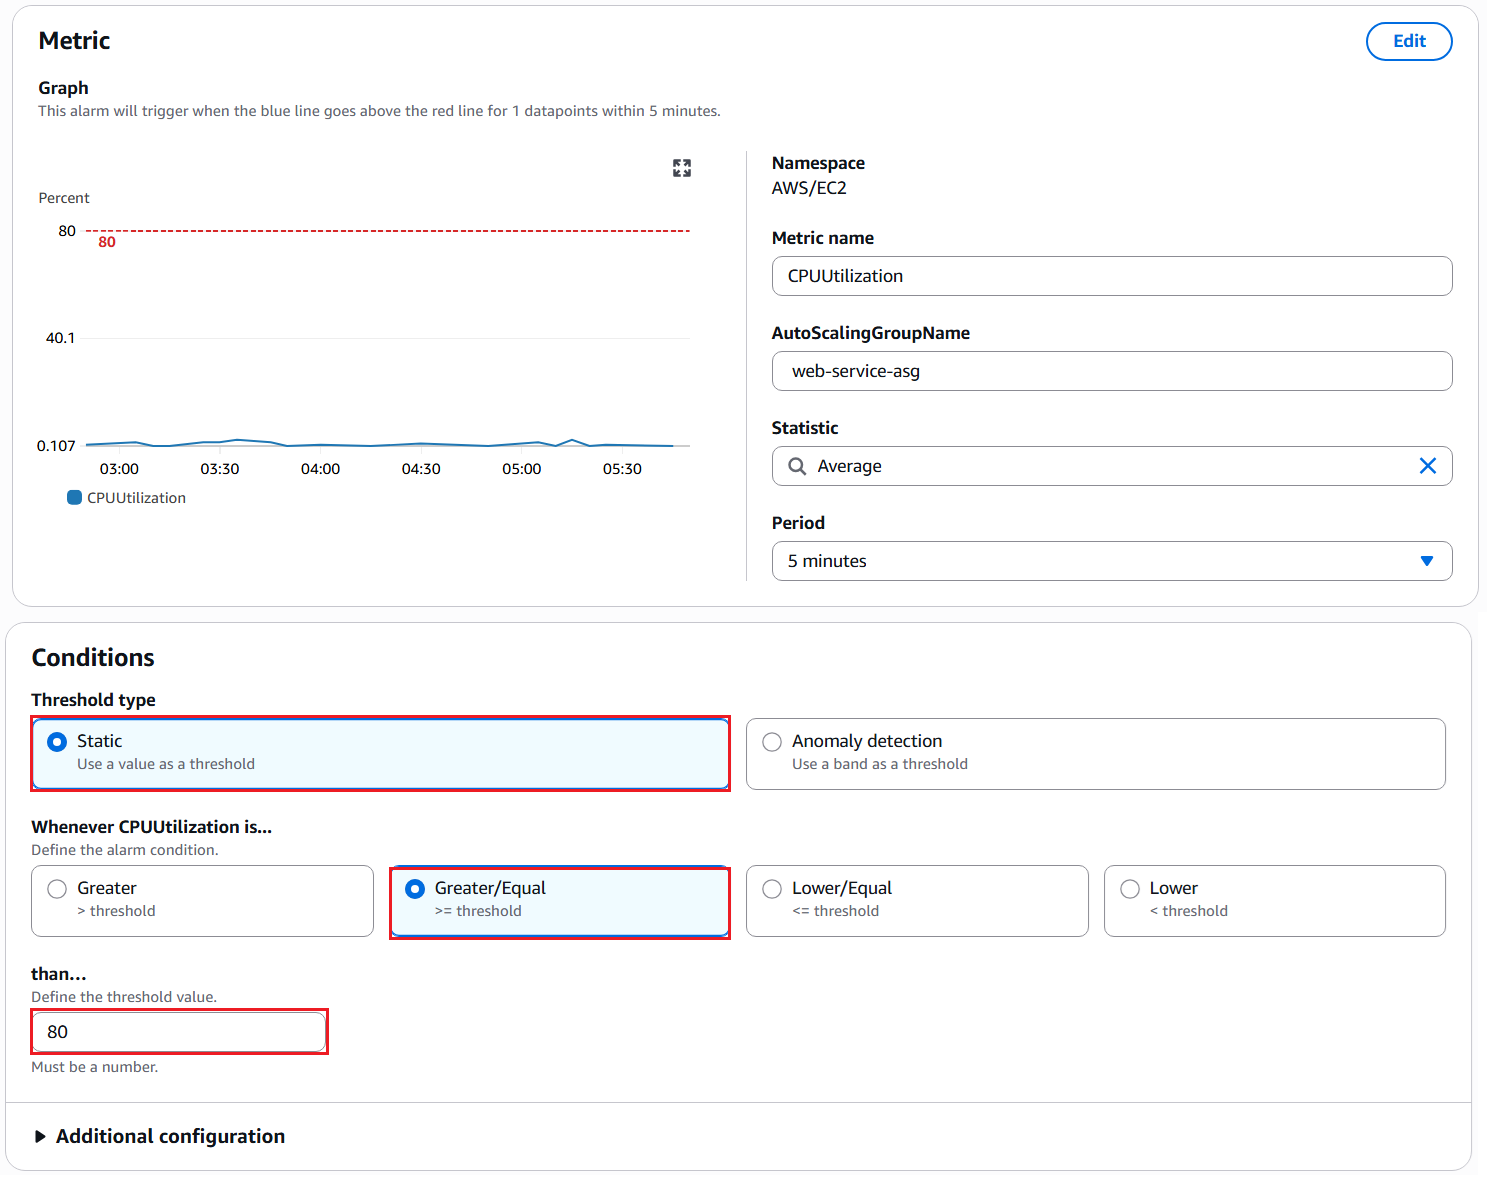 Metric
Edit
Graph
This alarm will trigger when the blue line goes above the red line for 1 datapoints within 5 minutes.
Percent
80
80
40.1
0.107
03:00 03:30 04:00 04:30 05:00 05:30
CPUUtilization
Namespace
AWS/EC2
Metric name
CPUUtilization
AutoScalingGroupName
web-service-asg
Statistic
Average
Period
5 minutes
Conditions
Threshold type
Static
Use a value as a threshold
Anomaly detection
Use a band as a threshold
Whenever CPUUtilization is...
Define the alarm condition.
Greater
> threshold
Greater/Equal
>= threshold
Lower/Equal
<= threshold
Lower
< threshold
than...
Define the threshold value.
80
Must be a number.
Additional configuration